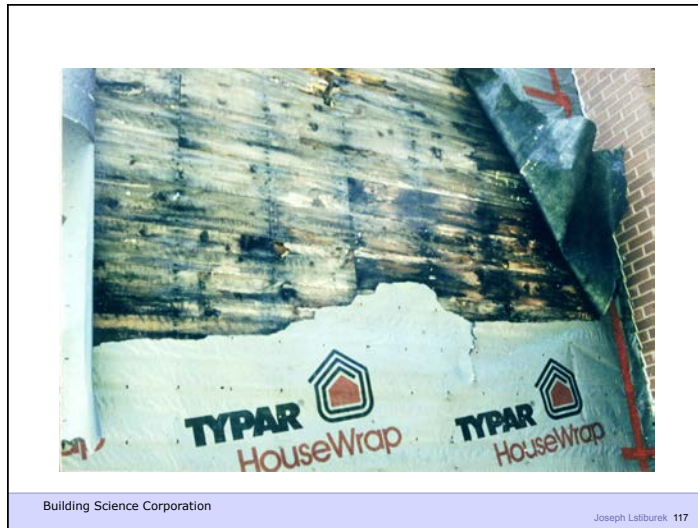 TYPAR
HouseWrap
TYPAR
HouseWrap
Building Science Corporation
Joseph Lstiburek 117